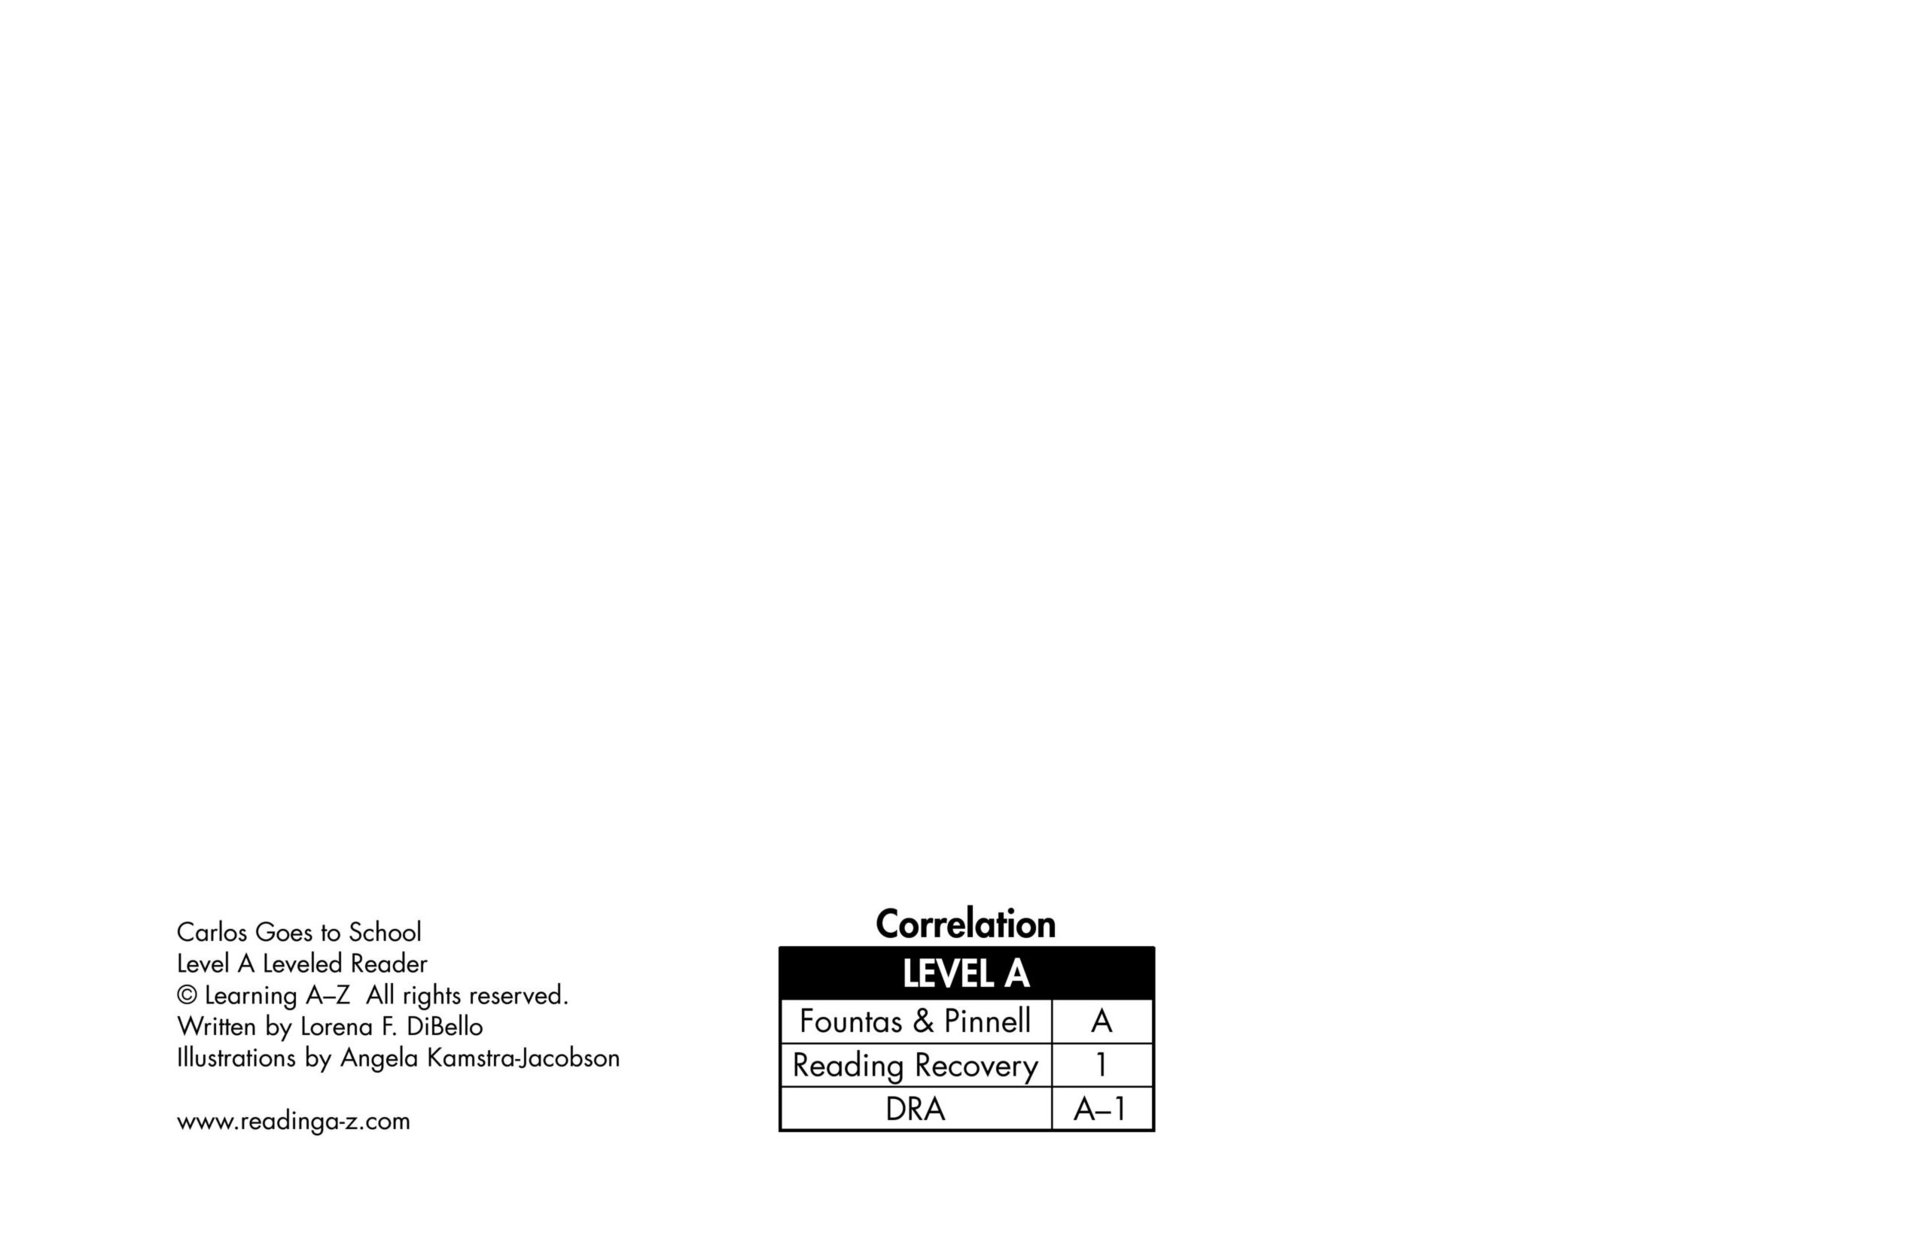 Carlos Goes to School
Level A Leveled Reader
© Learning A–Z All rights reserved.
Written by Lorena F. DiBello
Illustrations by Angela Kamstra-Jacobson
www.readinga-z.com
Correlation
LEVEL A
Fountas & Pinnell A
Reading Recovery 1
DRA A–1